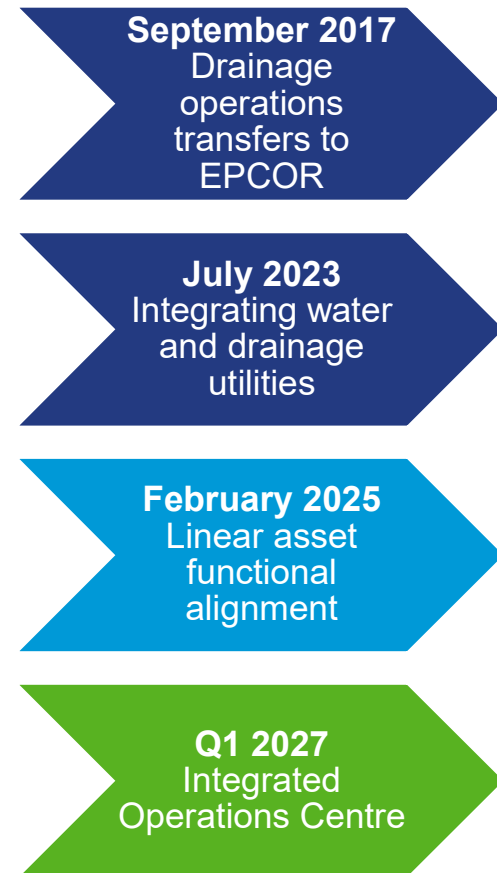 September 2017
Drainage
operations
transfers to
EPCOR
July 2023
Integrating water
and drainage
utilities
February 2025
Linear asset
functional
alignment
Q1 2027
Integrated
Operations Centre